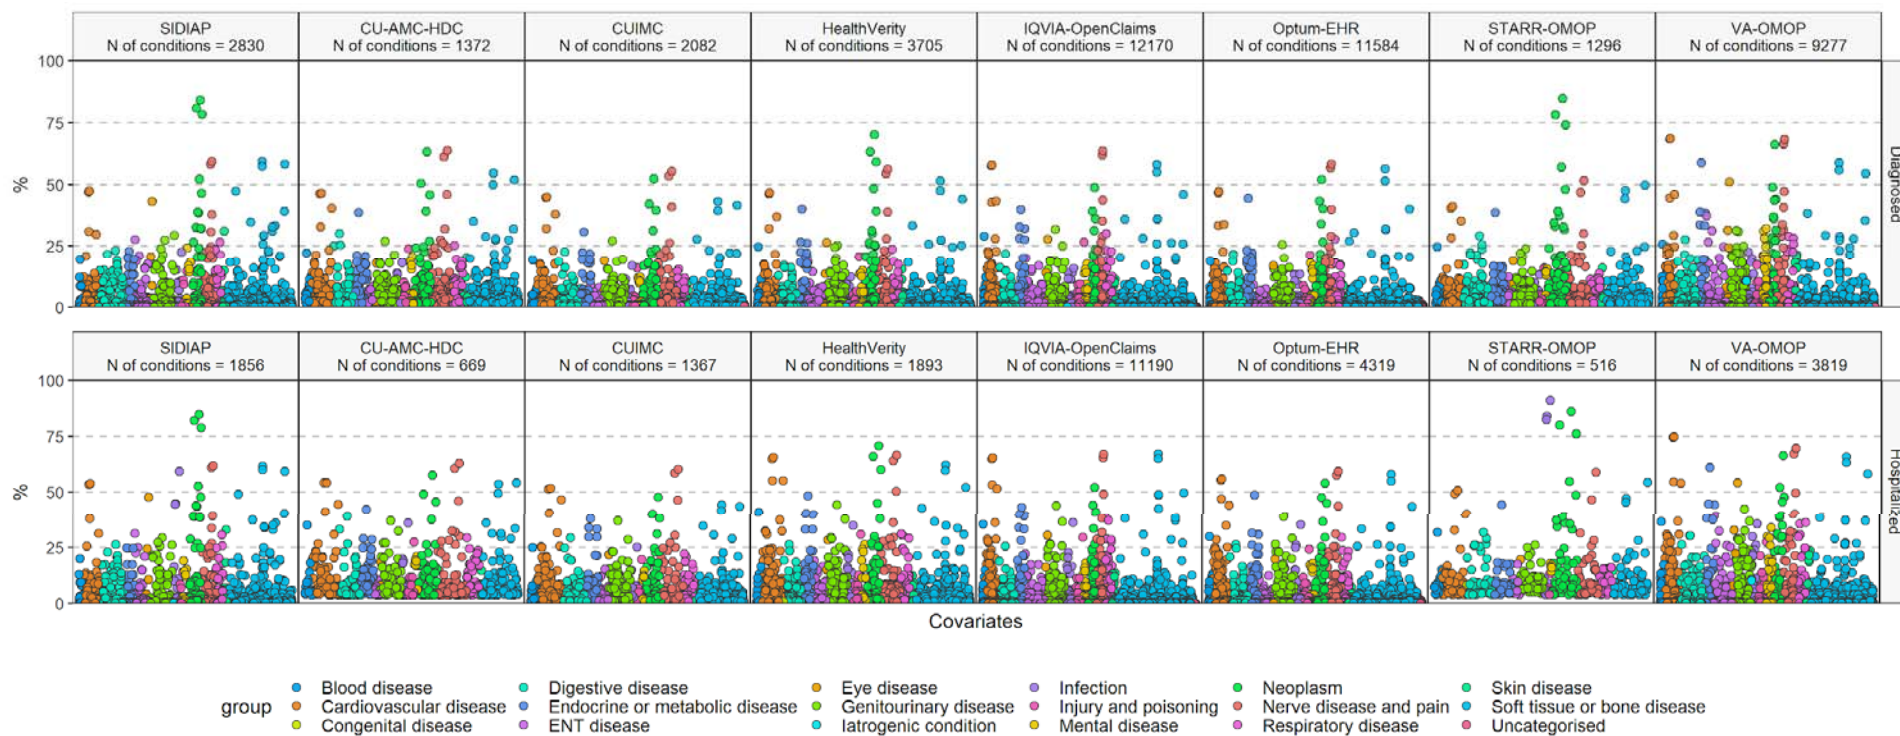 SIDIAP
N of conditions = 2830
CU-AMC-HDC
N of conditions = 1372
CUIMC
N of conditions = 2082
HealthVerity
N of conditions = 3705
IQVIA-OpenClaims
N of conditions = 12170
Optum-EHR
N of conditions = 11584
STARR-OMOP
N of conditions = 1296
VA-OMOP
N of conditions = 9277
100
75
50
25
0
%
Diagnosed
SIDIAP
N of conditions = 1856
CU-AMC-HDC
N of conditions = 669
CUIMC
N of conditions = 1367
HealthVerity
N of conditions = 1893
IQVIA-OpenClaims
N of conditions = 11190
Optum-EHR
N of conditions = 4319
STARR-OMOP
N of conditions = 516
VA-OMOP
N of conditions = 3819
100
75
50
25
0
%
Hospitalized
Covariates
group
Blood disease
Cardiovascular disease
Congenital disease
Digestive disease
Endocrine or metabolic disease
ENT disease
Eye disease
Genitourinary disease
Iatrogenic condition
Infection
Injury and poisoning
Mental disease
Neoplasm
Nerve disease and pain
Respiratory disease
Skin disease
Soft tissue or bone disease
Uncategorised